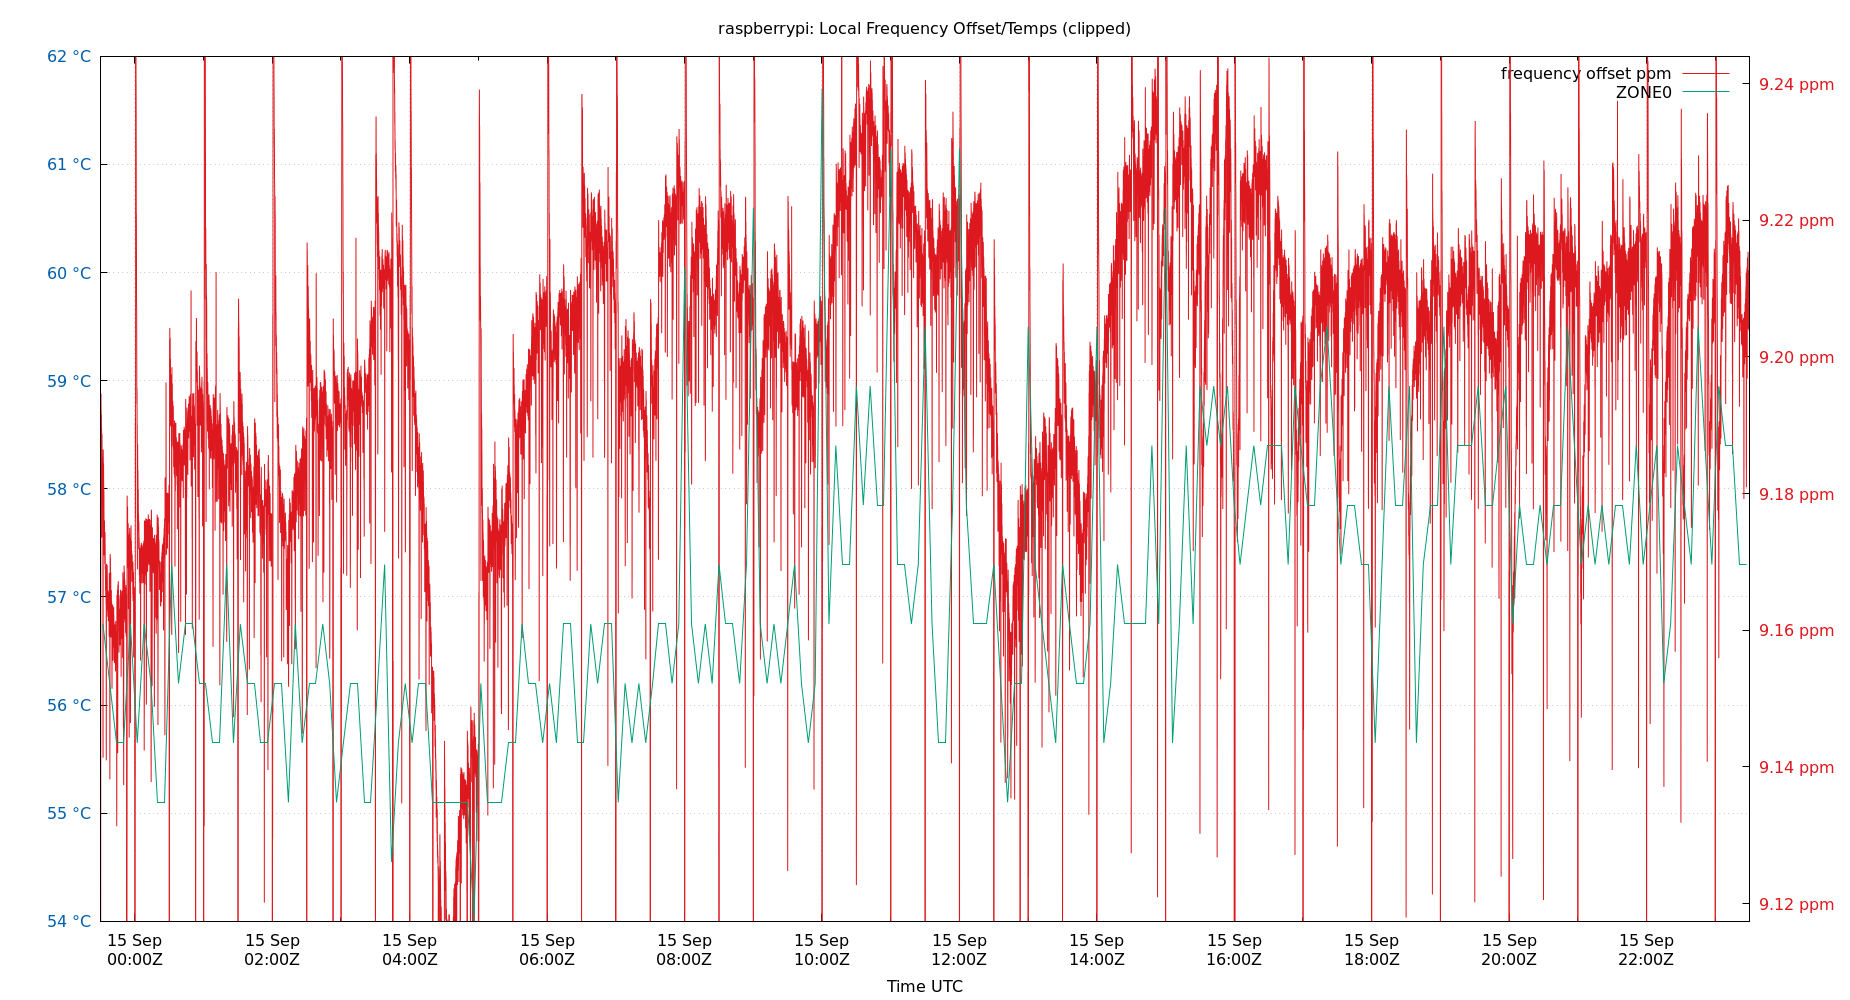 raspberrypi: Local Frequency Offset/Temps (clipped)
62 °C
61 °C
60 °C
59 °C
58 °C
57 °C
56 °C
55 °C
54 °C
frequency offset ppm
ZONE0
9.24 ppm
9.22 ppm
9.20 ppm
9.18 ppm
9.16 ppm
9.14 ppm
9.12 ppm
15 Sep 15 Sep 15 Sep 15 Sep 15 Sep 15 Sep 15 Sep 15 Sep 15 Sep 15 Sep 15 Sep 15 Sep
00:00Z 02:00Z 04:00Z 06:00Z 08:00Z 10:00Z 12:00Z 14:00Z 16:00Z 18:00Z 20:00Z 22:00Z
Time UTC